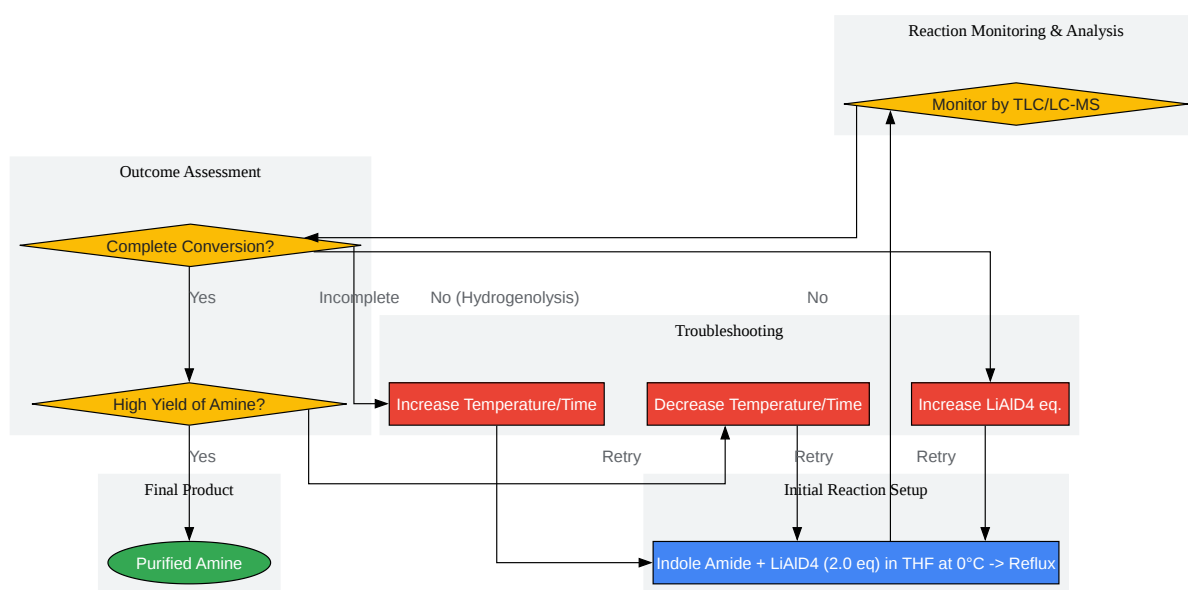 Reaction Monitoring & Analysis
Monitor by TLC/LC-MS
Outcome Assessment
Complete Conversion?
Yes
Incomplete
No (Hydrogenolysis)
No
Troubleshooting
High Yield of Amine?
Increase Temperature/Time
Decrease Temperature/Time
Increase LiAlD4 eq.
Yes
Retry
Retry
Retry
Final Product
Initial Reaction Setup
Purified Amine
Indole Amide + LiAlD4 (2.0 eq) in THF at 0°C -> Reflux